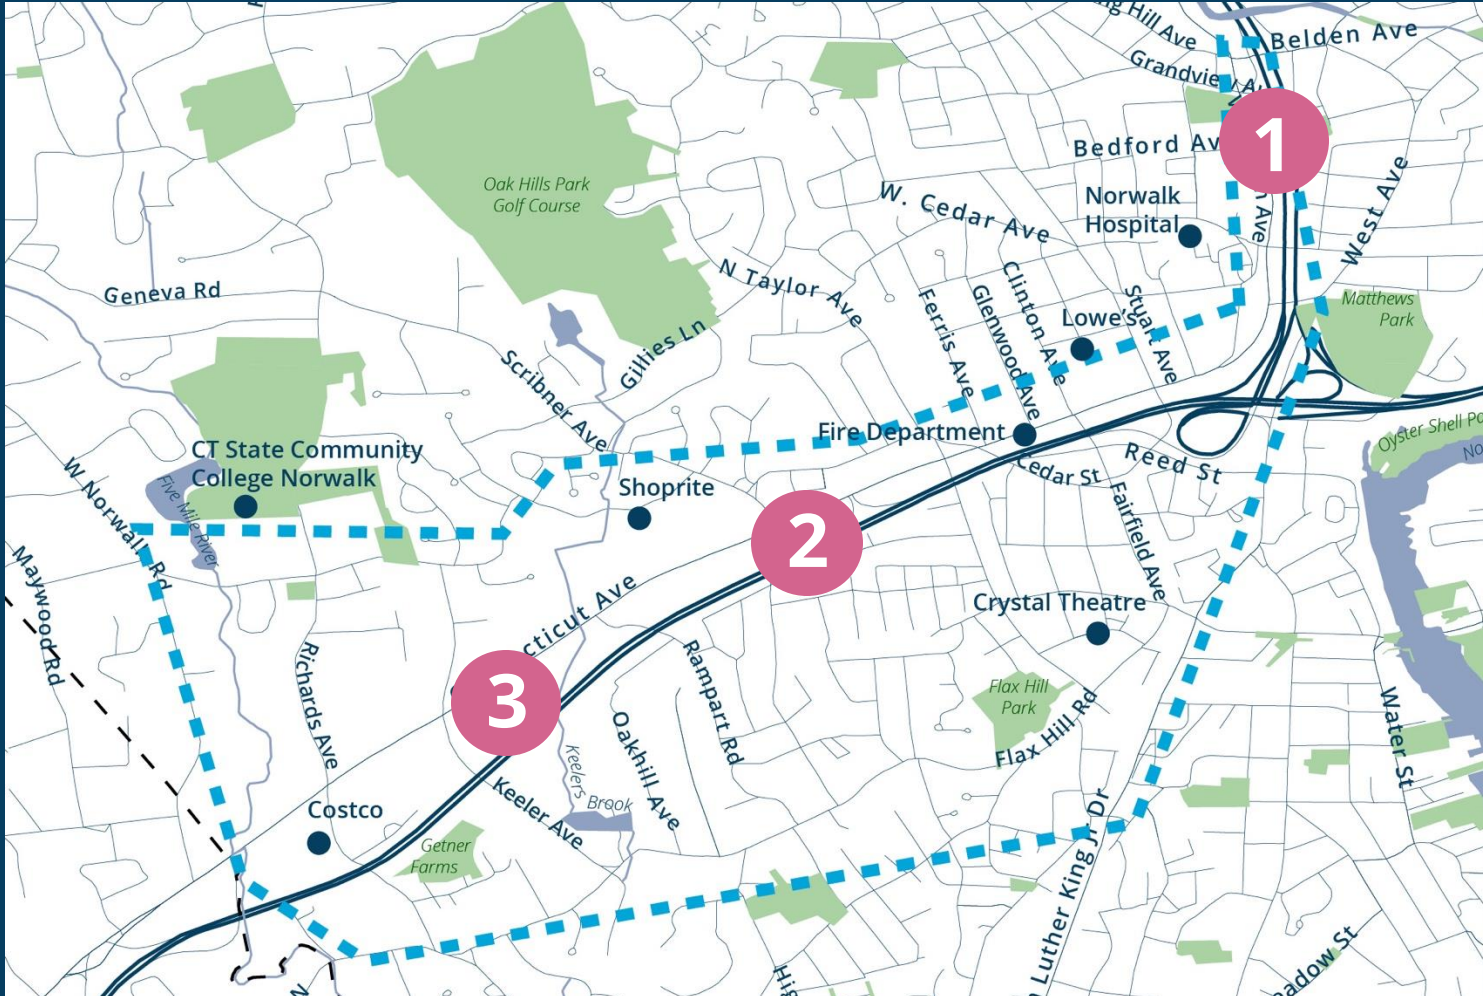 Hill Ave
Belden Ave
Grandview
1
Bedford
West Ave
Oak Hills Park
Golf Course
W. Cedar Ave
Norwalk
Hospital
Ave
N Taylor Ave
Geneva Rd
Clinton Ave
Stuart Ave
Glenwood Ave
Ferris Ave
Matthews
Park
Lowe's
Gillies Ln
Scribner Ave
Fire Department
Oyster Shell
CT State Community
College Norwalk
Cedar St
Reed St
W Norwalk Rd
Five Mile River
Shoprite
Fairfield Ave
2
Maywood Rd
Crystal Theatre
cticut Ave
Richards Ave
Rampart Rd
Flax Hill
Park
3
Flax Hill Rd
Water St
Oakhill Ave
Keelers Brook
Keeler Ave
Costco
Getner
Farms
Luther King Jr Dr